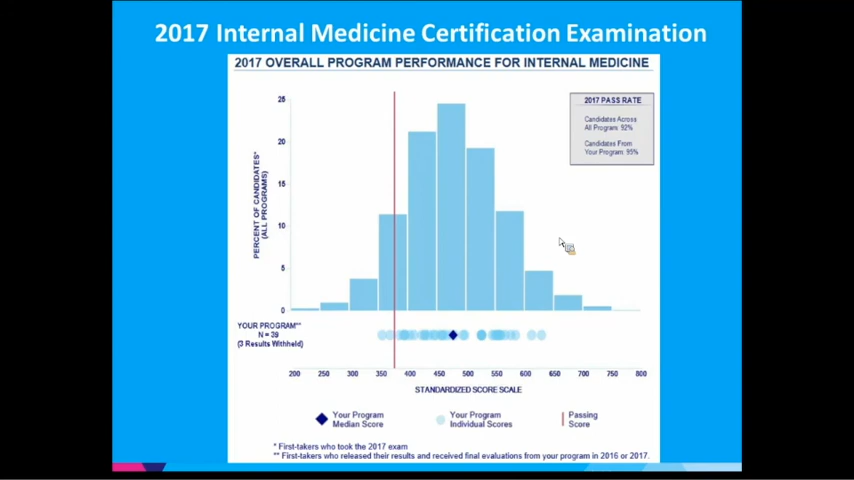 2017 Internal Medicine Certification Examination
2017 OVERALL PROGRAM PERFORMANCE FOR INTERNAL MEDICINE
2017 PASS RATE
Candidates Across
All Program: 92%
Candidates From
Your Program: 95%
PERCENT OF CANDIDATES*
(ALL PROGRAMS)
25
20
15
10
5
0
YOUR PROGRAM**
N = 39
(3 Results Withheld)
200 250 300 350 400 450 500 550 600 650 700 750 800
STANDARDIZED SCORE SCALE
Your Program
Median Score
Your Program
Individual Scores
Passing
Score
* First-takers who took the 2017 exam
** First-takers who released their results and received final evaluations from your program in 2016 or 2017.